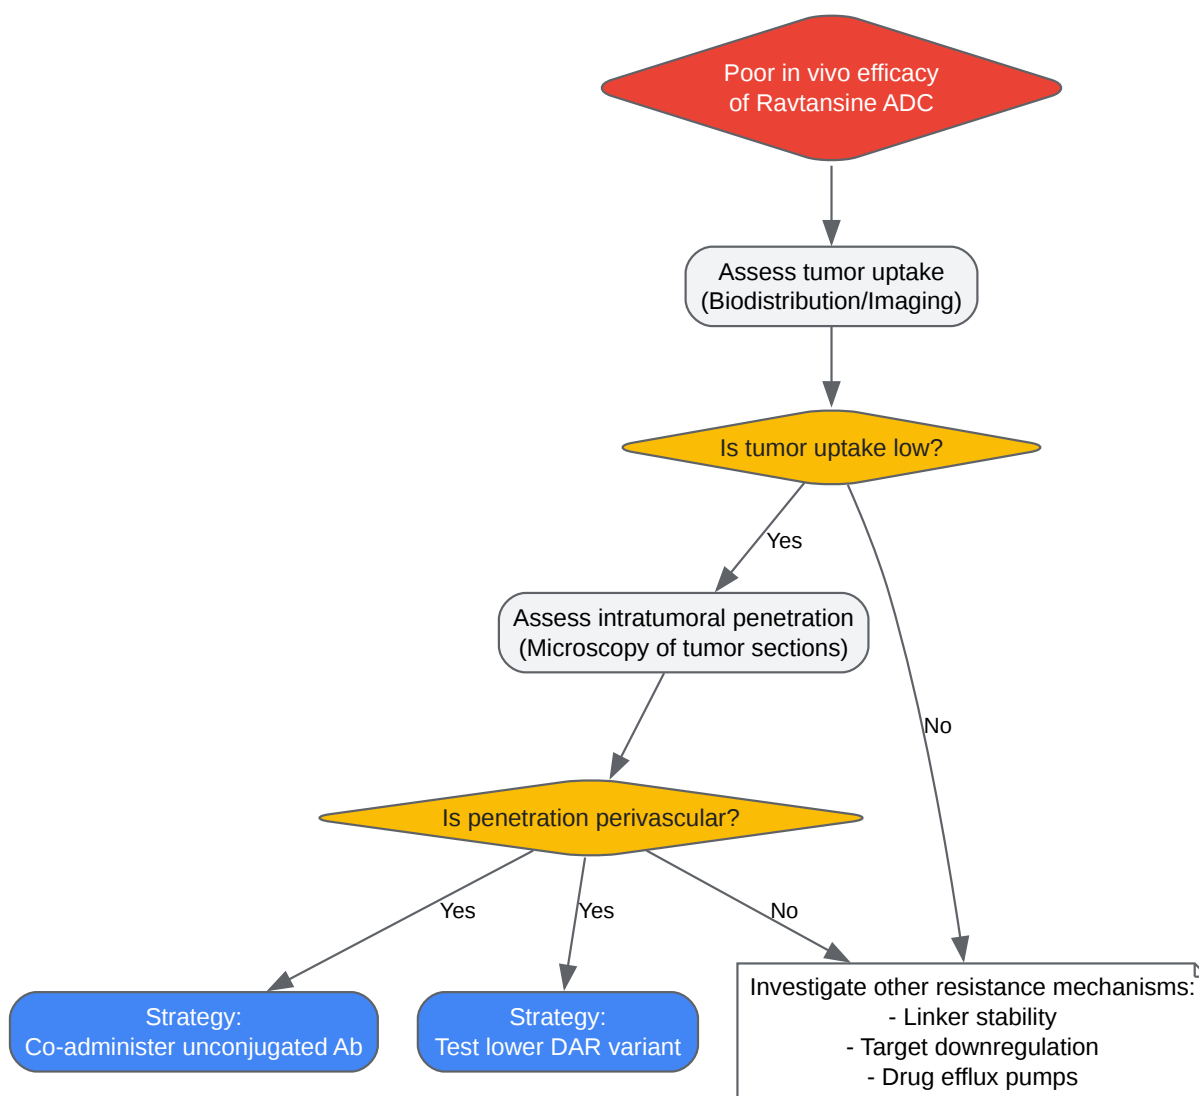 Poor in vivo efficacy
of Ravtansine ADC
Assess tumor uptake
(Biodistribution/Imaging)
Is tumor uptake low?
Yes
Assess intratumoral penetration
(Microscopy of tumor sections)
No
Is penetration perivascular?
Yes
Yes
No
Strategy:
Co-administer unconjugated Ab
Strategy:
Test lower DAR variant
Investigate other resistance mechanisms:
- Linker stability
- Target downregulation
- Drug efflux pumps